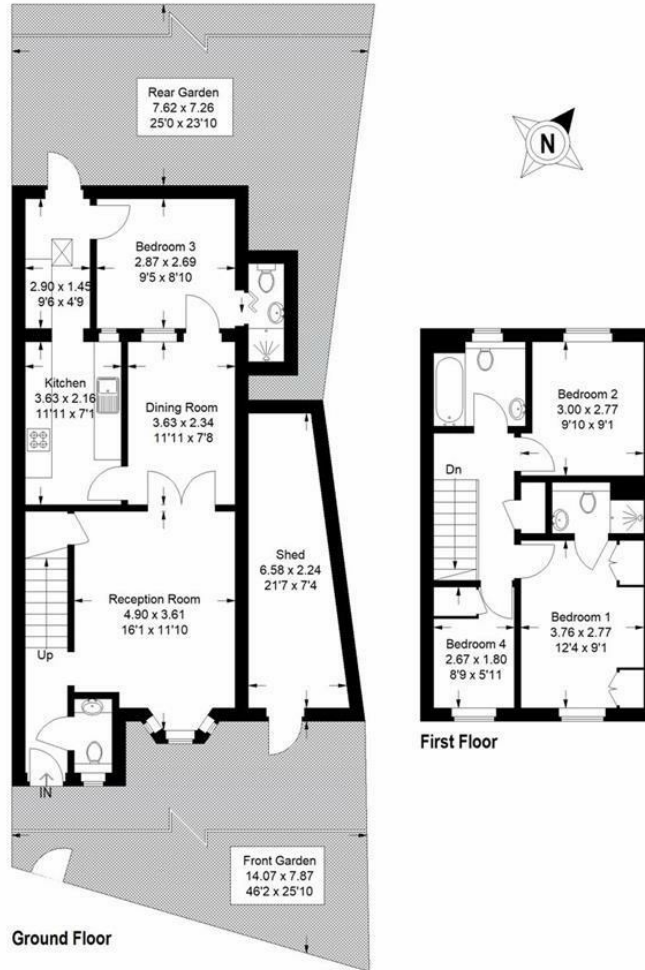 Rear Garden
7.62 x 7.26
25'0 x 23'10
N
Bedroom 3
2.87 x 2.69
9'5 x 8'10
2.90 x 1.45
9'6 x 4'9
Kitchen
3.63 x 2.16
11'11 x 7'1
Dining Room
3.63 x 2.34
11'11 x 7'8
Bedroom 2
3.00 x 2.77
9'10 x 9'1
Dn
Shed
6.58 x 2.24
21'7 x 7'4
Reception Room
4.90 x 3.61
16'1 x 11'10
Up
Bedroom 1
3.76 x 2.77
12'4 x 9'1
Bedroom 4
2.67 x 1.80
8'9 x 5'11
First Floor
IN
Front Garden
14.07 x 7.87
46'2 x 25'10
Ground Floor